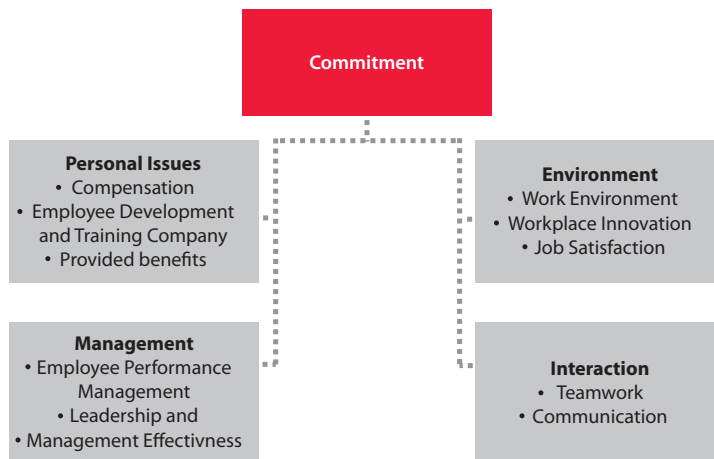 Commitment
Personal Issues
• Compensation
• Employee Development
and Training Company
• Provided benefits
Environment
• Work Environment
• Workplace Innovation
• Job Satisfaction
Management
• Employee Performance
Management
• Leadership and
• Management Effectivness
Interaction
• Teamwork
• Communication